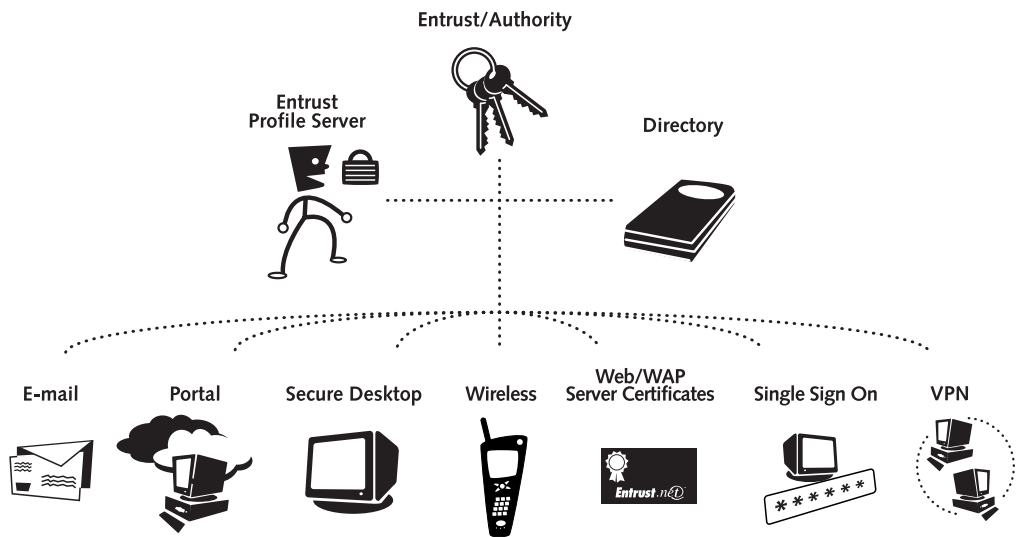 Entrust/Authority
Entrust
Profile Server
Directory
E-mail
Portal
Secure Desktop
Wireless
Web/WAP
Server Certificates
Single Sign On
VPN
Entrust.net
******